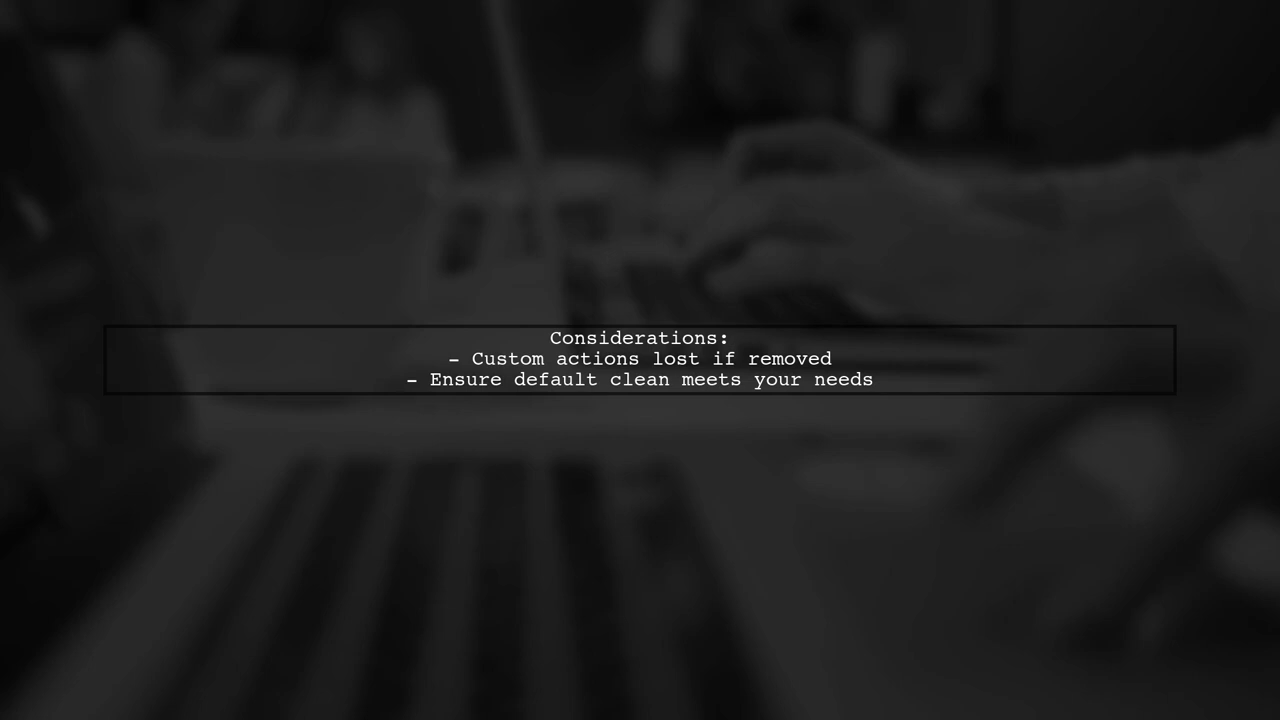 Considerations:
– Custom actions lost if removed
– Ensure default clean meets your needs